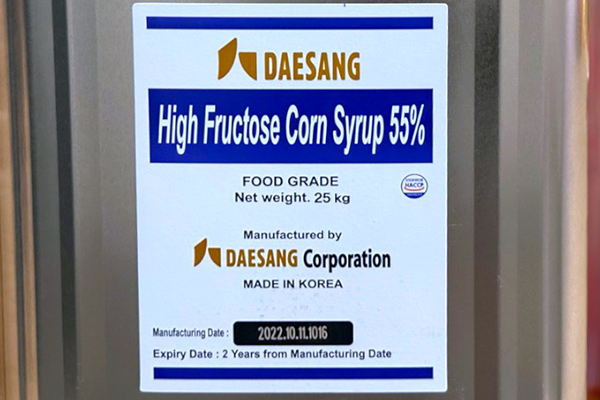 DAESANG
High Fructose Corn Syrup 55%
FOOD GRADE
Net weight. 25 kg
HACCP
Manufactured by
DAESANG Corporation
MADE IN KOREA
Manufacturing Date : 2022.10.11.1016
Expiry Date : 2 Years from Manufacturing Date